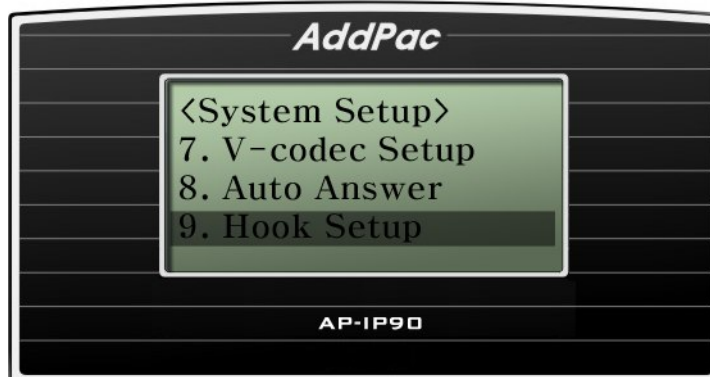 AddPac
<System Setup>
7. V-codec Setup
8. Auto Answer
9. Hook Setup
AP-IP90